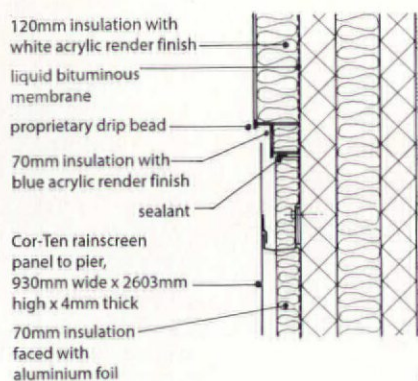 120mm insulation with
white acrylic render finish
liquid bituminous
membrane
proprietary drip bead
70mm insulation with
blue acrylic render finish
sealant
Cor-Ten rainscreen
panel to pier,
930mm wide x 2603mm
high x 4mm thick
70mm insulation
faced with
aluminium foil